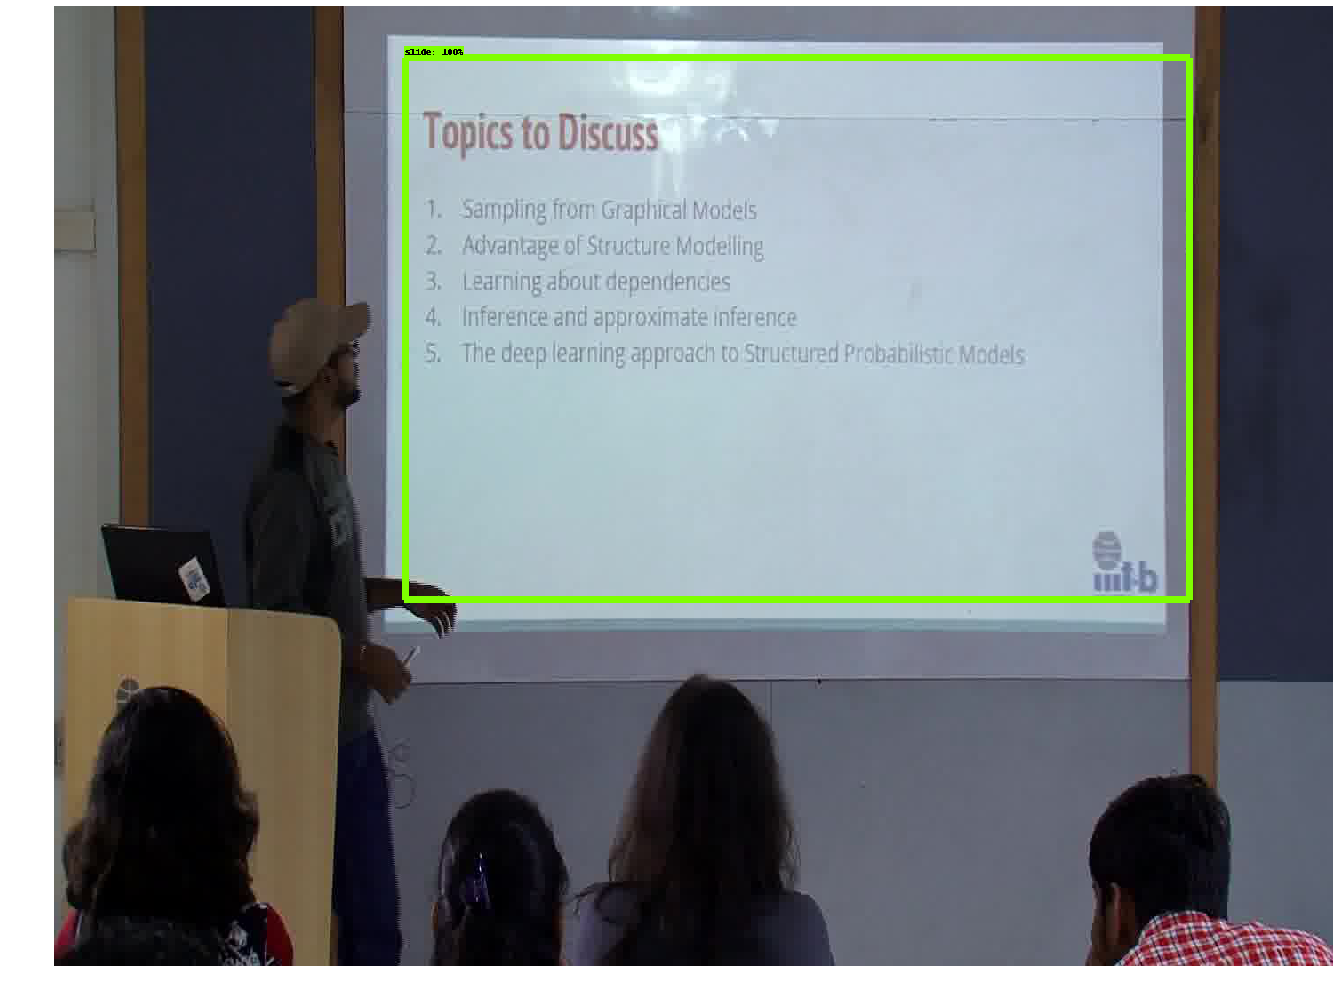 slide: 100%
Topics to Discuss
1. Sampling from Graphical Models
2. Advantage of Structure Modelling
3. Learning about dependencies
4. Inference and approximate inference
5. The deep learning approach to Structured Probabilistic Models
iiit-b